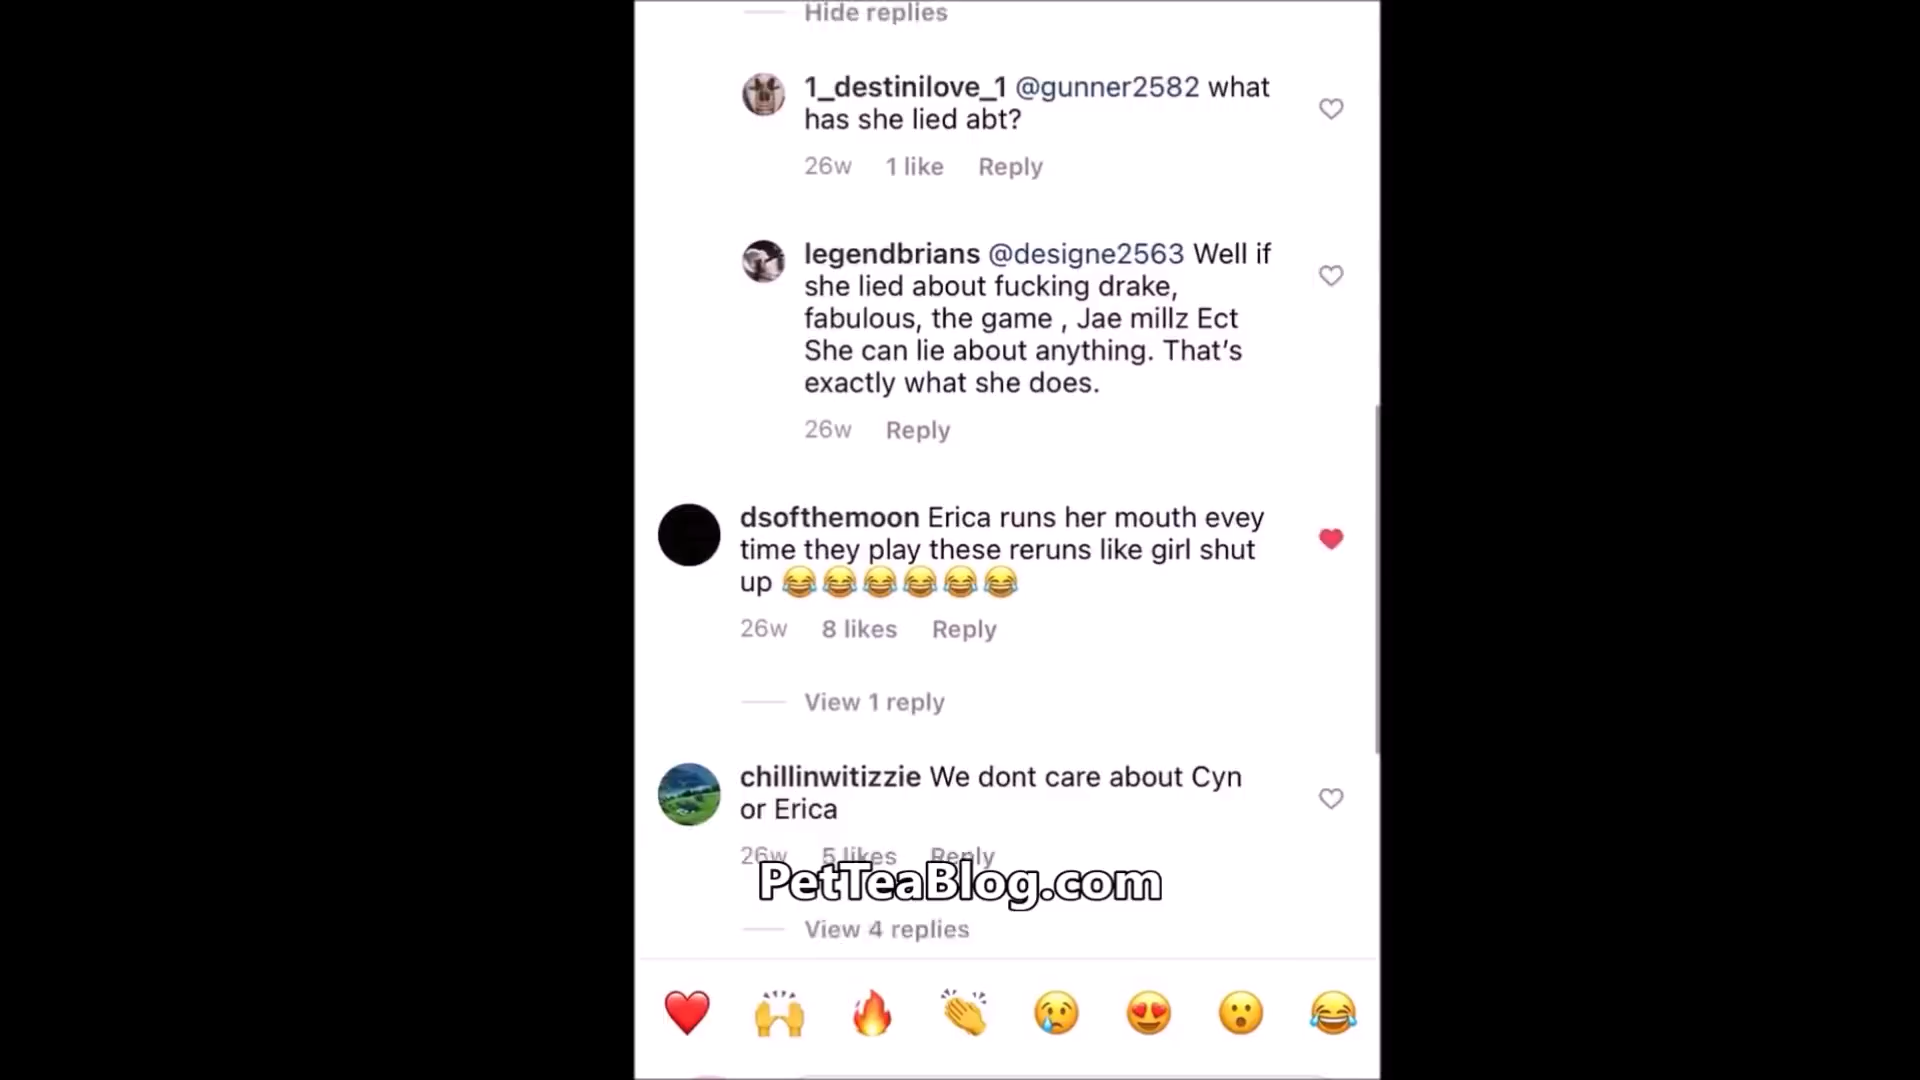 Hide replies
1_destinilove_1 @gunner2582 what
has she lied abt?
26w 1 like Reply
legendbrians @designe2563 Well if
she lied about fucking drake,
fabulous, the game , Jae millz Ect
She can lie about anything. That’s
exactly what she does.
26w Reply
dsofthemoon Erica runs her mouth evey
time they play these reruns like girl shut
up 😂😂😂😂😂😂
26w 8 likes Reply
View 1 reply
chillinwitizzie We dont care about Cyn
or Erica
26w 5 likes Reply
PetTeaBlog.com
View 4 replies
❤️ 🙌 🔥 👏 😢 😍 😮 😂